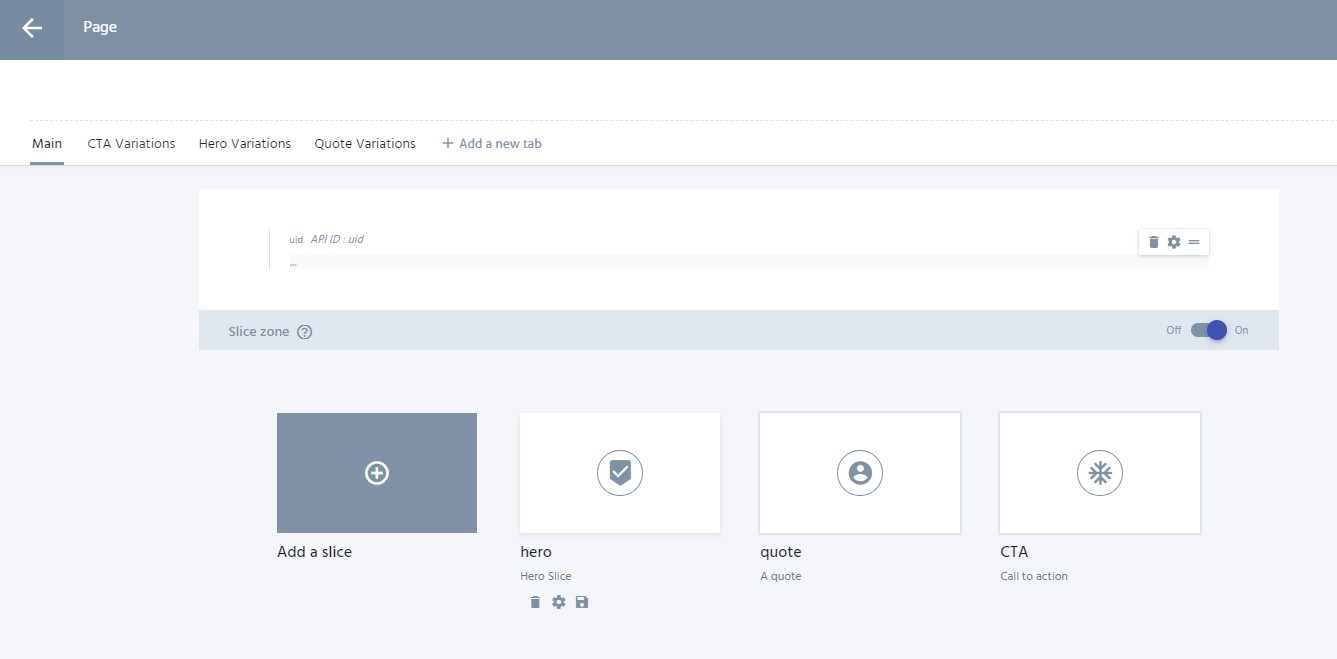 Page
Main CTA Variations Hero Variations Quote Variations + Add a new tab
uid API ID : uid
...
Slice zone ? Off On
Add a slice hero quote CTA
Hero Slice A quote Call to action